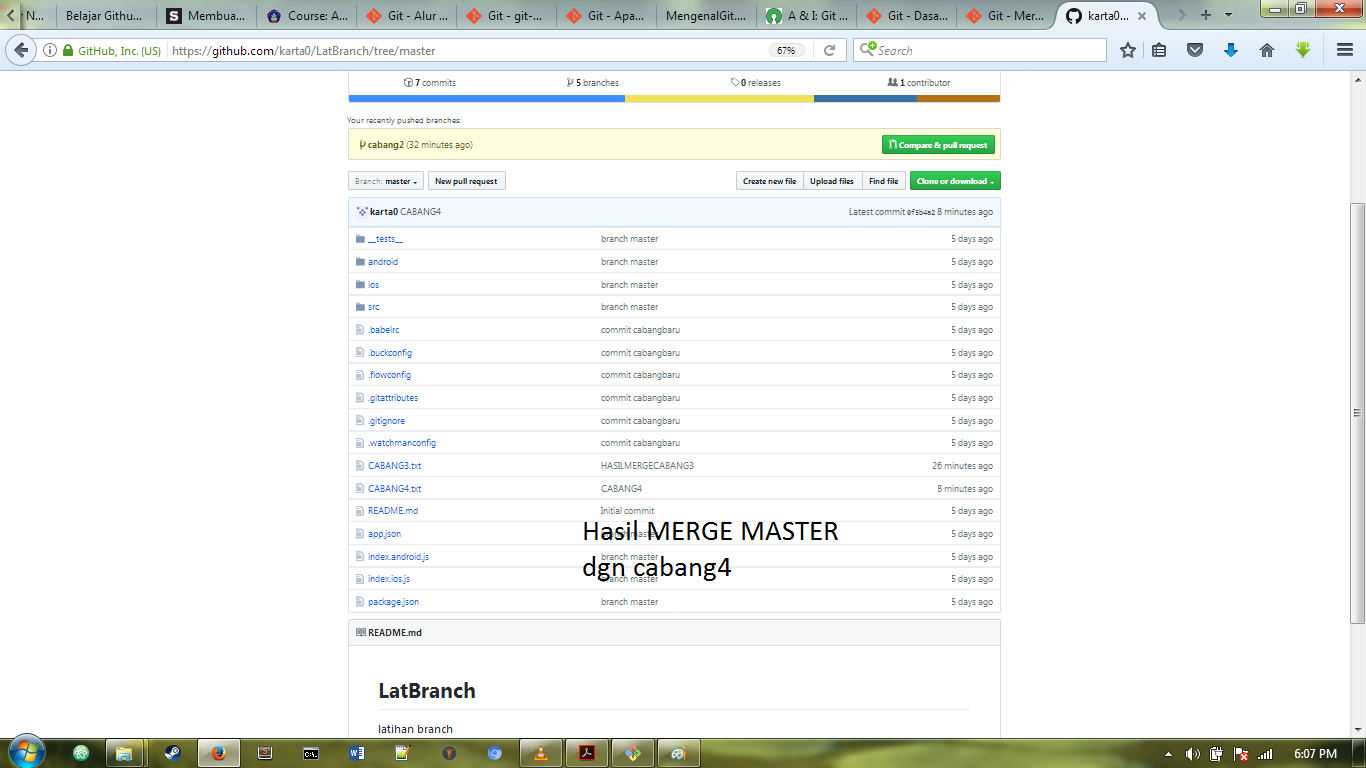 r N...
Belajar Githu...
S Membua...
Course: A...
Git - Alur ...
Git - git-...
Git - Apa...
MengenalGit....
A & I: Git ...
Git - Dasa...
Git - Mer...
karta0...
GitHub, Inc. (US) https://github.com/karta0/LatBranch/tree/master 67% Search
7 commits 5 branches 0 releases 1 contributor
Your recently pushed branches:
cabang2 (32 minutes ago) Compare & pull request
Branch: master New pull request Create new file Upload files Find file Clone or download
karta0 CABANG4 Latest commit 0f5b4a2 8 minutes ago
__tests__ branch master 5 days ago
android branch master 5 days ago
ios branch master 5 days ago
src branch master 5 days ago
.babelrc commit cabangbaru 5 days ago
.buckconfig commit cabangbaru 5 days ago
.flowconfig commit cabangbaru 5 days ago
.gitattributes commit cabangbaru 5 days ago
.gitignore commit cabangbaru 5 days ago
.watchmanconfig commit cabangbaru 5 days ago
CABANG3.txt HASILMERGECABANG3 26 minutes ago
CABANG4.txt CABANG4 8 minutes ago
README.md Initial commit 5 days ago
Hasil MERGE MASTER
app.json branch master 5 days ago
index.android.js branch master 5 days ago
dgn cabang4
index.ios.js branch master 5 days ago
package.json branch master 5 days ago
README.md
LatBranch
latihan branch
6:07 PM